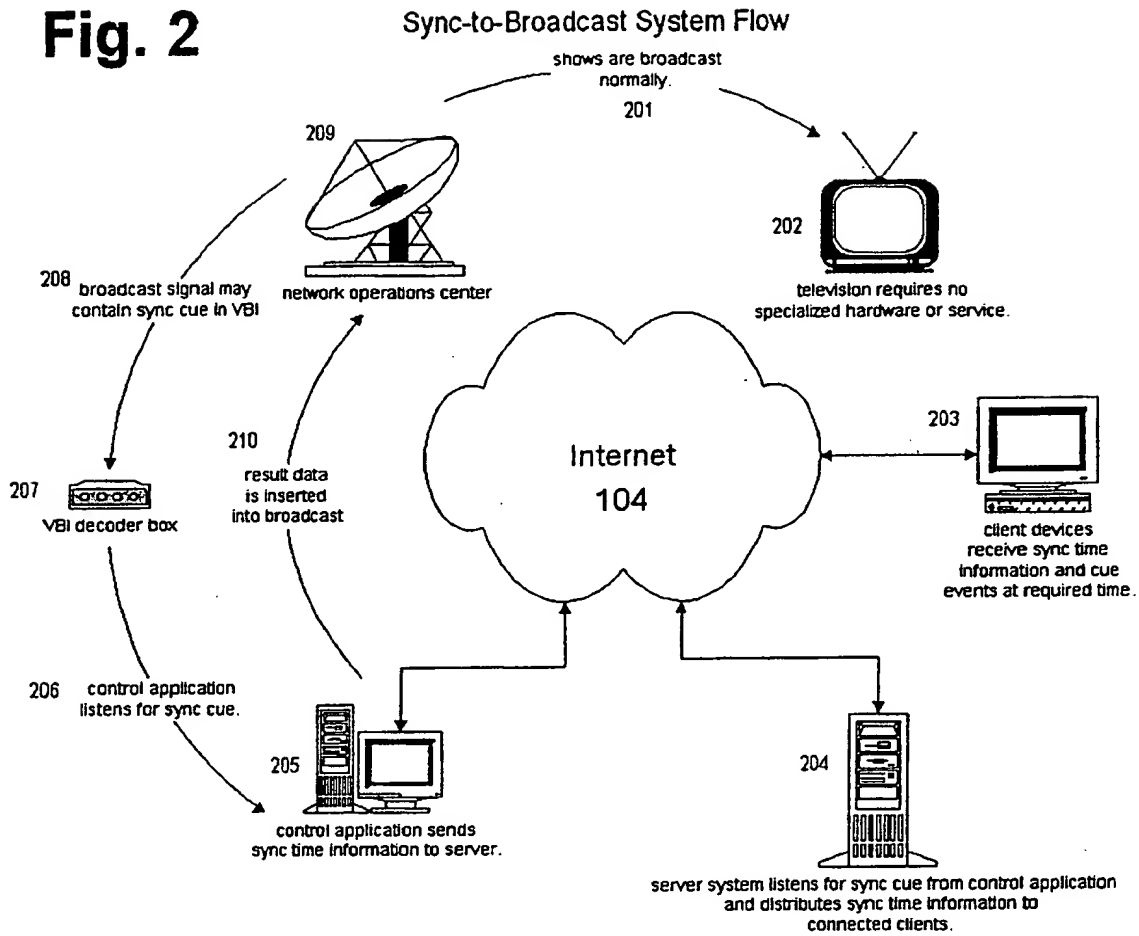 Fig. 2
Sync-to-Broadcast System Flow
shows are broadcast
normally.
201
209
network operations center
202
television requires no
specialized hardware or service.
208
broadcast signal may
contain sync cue in VBI
207
VBI decoder box
210
result data
is inserted
into broadcast
Internet
104
203
client devices
receive sync time
information and cue
events at required time.
206
control application
listens for sync cue.
205
control application sends
sync time information to server.
204
server system listens for sync cue from control application
and distributes sync time information to
connected clients.